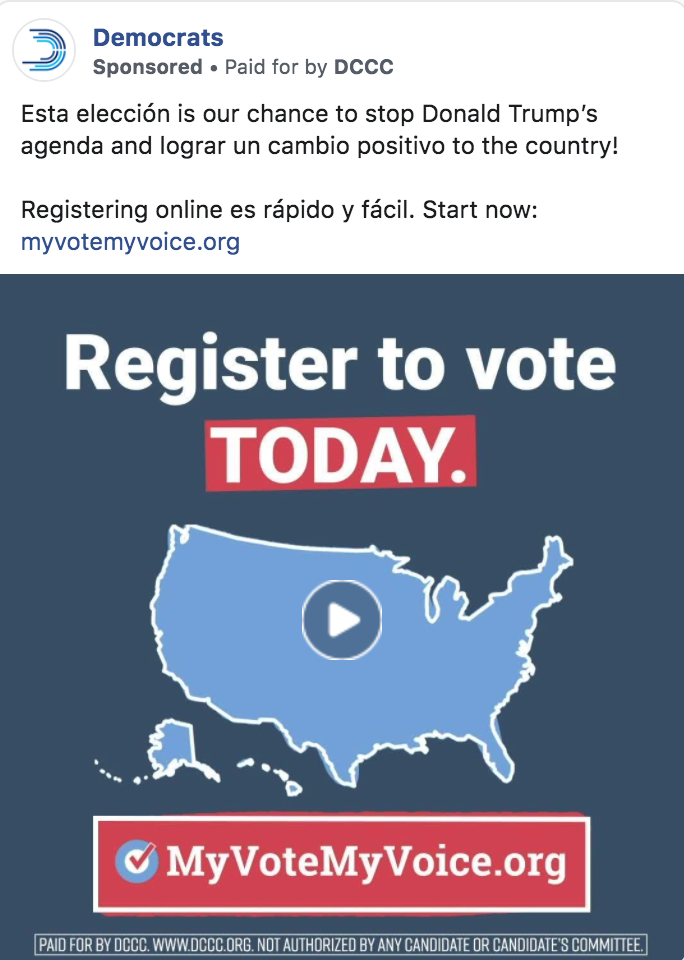 Democrats
Sponsored • Paid for by DCCC
Esta elección is our chance to stop Donald Trump's
agenda and lograr un cambio positivo to the country!
Registering online es rápido y fácil. Start now:
myvotemyvoice.org
Register to vote
TODAY.
MyVoteMyVoice.org
PAID FOR BY DCCC. WWW.DCCC.ORG. NOT AUTHORIZED BY ANY CANDIDATE OR CANDIDATE'S COMMITTEE.